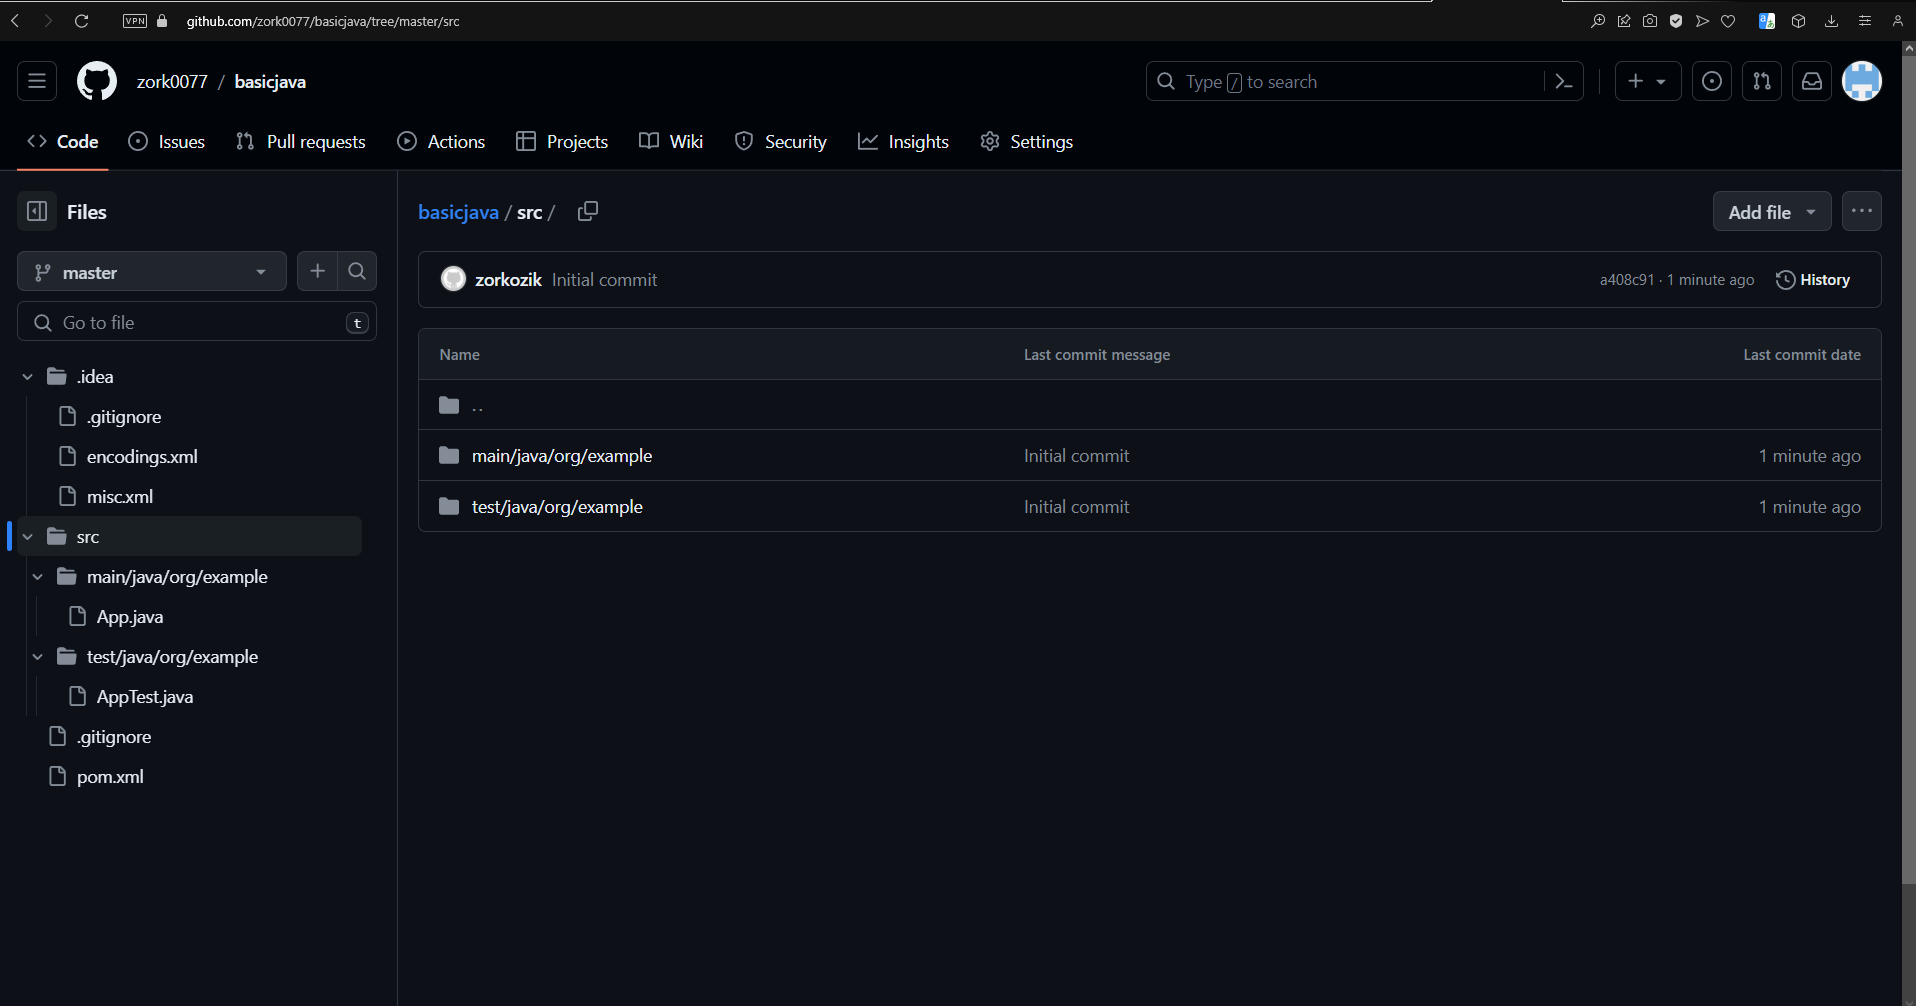 VPN github.com/zork0077/basicjava/tree/master/src
zork0077 / basicjava
Type / to search
Code Issues Pull requests Actions Projects Wiki Security Insights Settings
Files
basicjava / src /
Add file
master
zorkozik Initial commit
a408c91 · 1 minute ago History
Go to file t
Name Last commit message Last commit date
.idea
..
.gitignore
encodings.xml
main/java/org/example Initial commit 1 minute ago
misc.xml
test/java/org/example Initial commit 1 minute ago
src
main/java/org/example
App.java
test/java/org/example
AppTest.java
.gitignore
pom.xml